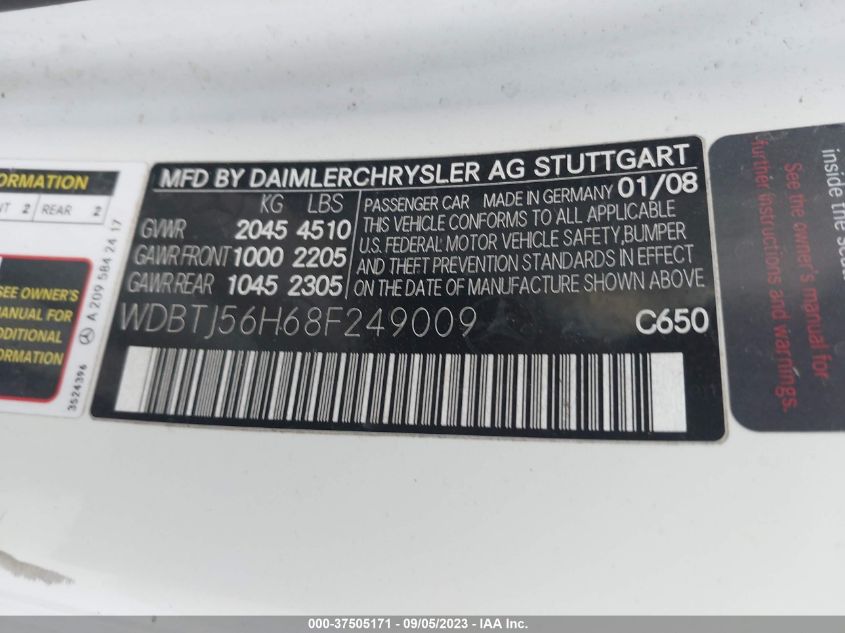 MFD BY DAIMLERCHRYSLER AG STUTTGART
KG LBS
GVWR 2045 4510
GAWR FRONT 1000 2205
GAWR REAR 1045 2305
PASSENGER CAR MADE IN GERMANY 01/08
THIS VEHICLE CONFORMS TO ALL APPLICABLE
U.S. FEDERAL MOTOR VEHICLE SAFETY,BUMPER
AND THEFT PREVENTION STANDARDS IN EFFECT
ON THE DATE OF MANUFACTURE SHOWN ABOVE
WDBTJ56H68F249009 C650
ORMATION
NT 2 REAR 2
SEE OWNER'S
MANUAL FOR
ADDITIONAL
INFORMATION
A 209 584 24 17
3524396
inside the
See the owner's manual
further instructions and
warnings.
for
000-37505171 - 09/05/2023 - IAA Inc.